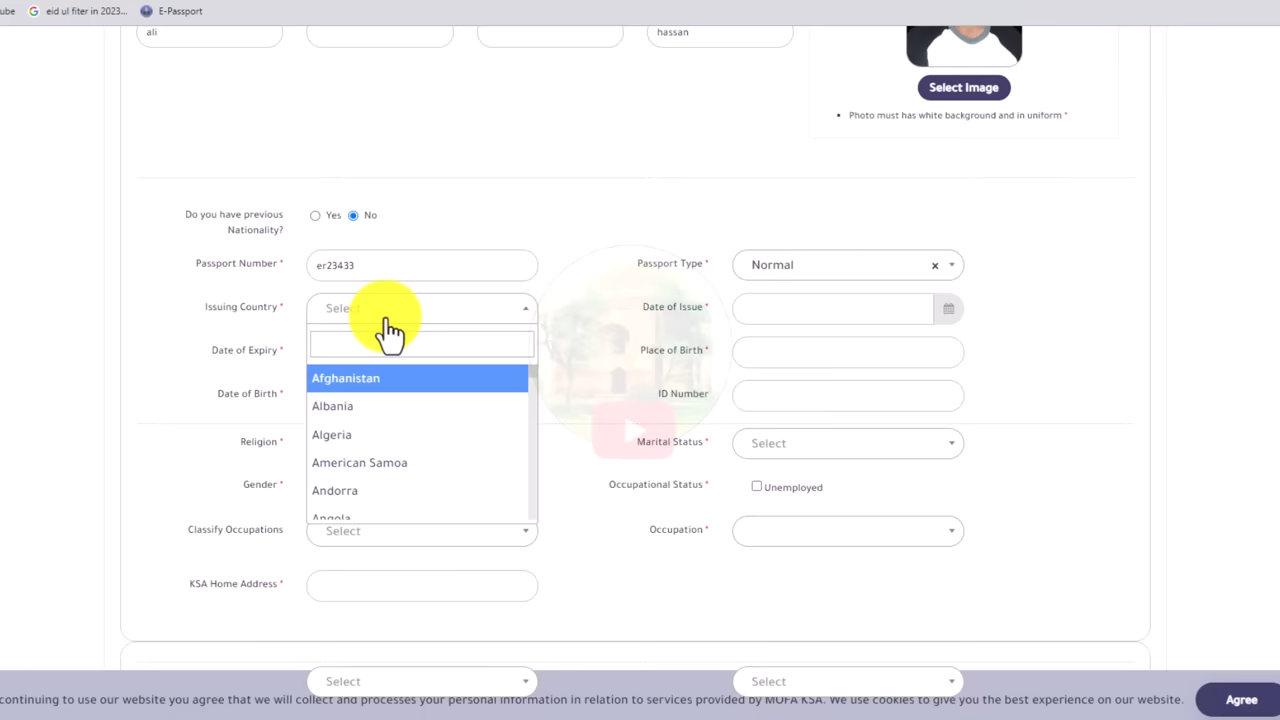 ube eid ul fiter in 2023... E-Passport
ali hassan
Select Image
• Photo must has white background and in uniform *
Do you have previous
Nationality?
Yes No
Passport Number * er23433 Passport Type * Normal ×
Issuing Country * Select Date of Issue *
Date of Expiry * Place of Birth *
Afghanistan
Date of Birth * ID Number
Albania
Algeria
Religion * Marital Status * Select
American Samoa
Gender * Occupational Status * Unemployed
Andorra
Angola
Classify Occupations Select Occupation *
KSA Home Address *
Select Select
continuing to use our website you agree that we will collect and processes your personal information in relation to services provided by MOFA KSA. We use cookies to give you the best experience on our website. Agree